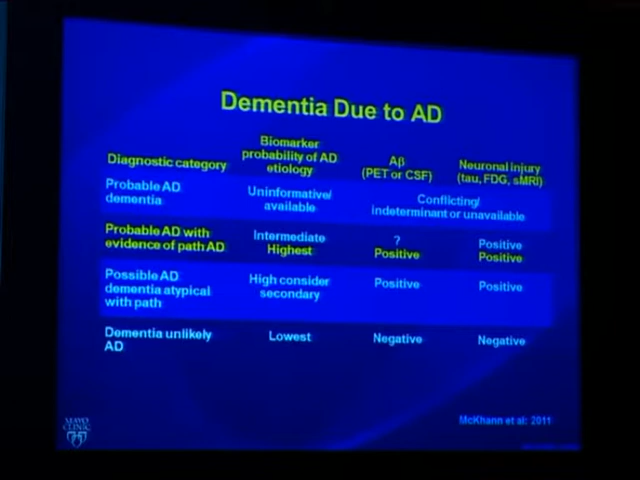 Dementia Due to AD
Diagnostic category
Biomarker
probability of AD
etiology
Aβ
(PET or CSF)
Neuronal injury
(tau, FDG, sMRI)
Probable AD
dementia
Uninformative/
available
Conflicting/
indeterminant or unavailable
Probable AD with
evidence of path AD
Intermediate
Highest
?
Positive
Positive
Positive
Possible AD
dementia atypical
with path
High consider
secondary
Positive
Positive
Dementia unlikely
AD
Lowest
Negative
Negative
McKhann et al: 2011
MAYO
CLINIC